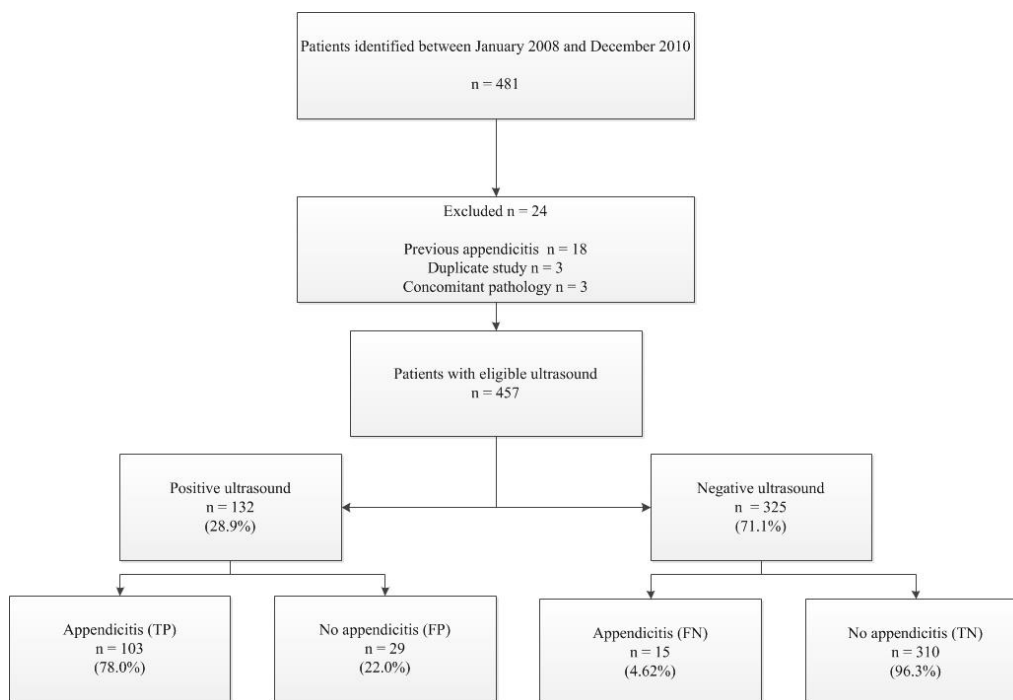 Patients identified between January 2008 and December 2010
n = 481
Excluded n = 24
Previous appendicitis n = 18
Duplicate study n = 3
Concomitant pathology n = 3
Patients with eligible ultrasound
n = 457
Positive ultrasound
n = 132
(28.9%)
Negative ultrasound
n = 325
(71.1%)
Appendicitis (TP)
n = 103
(78.0%)
No appendicitis (FP)
n = 29
(22.0%)
Appendicitis (FN)
n = 15
(4.62%)
No appendicitis (TN)
n = 310
(96.3%)